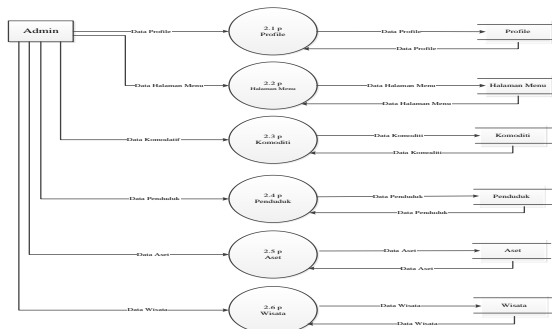 Admin
Data Profile
2.1 p
Profile
Data Profile
Profile
Data Profile
Data Halaman Menu
2.2 p
Halaman Menu
Data Halaman Menu
Halaman Menu
Data Halaman Menu
Data Komodatif
2.3 p
Komoditi
Data Komoditi
Komoditi
Data Komoditi
Data Penduduk
2.4 p
Penduduk
Data Penduduk
Penduduk
Data Penduduk
Data Aset
2.5 p
Aset
Data Aset
Aset
Data Aset
Data Wisata
2.6 p
Wisata
Data Wisata
Wisata
Data Wisata